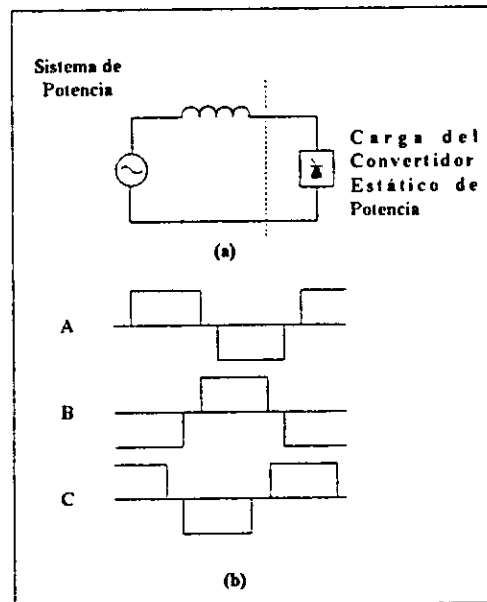 Sistema de
Potencia
Carga del
Convertidor
Estático de
Potencia
(a)
A
B
C
(b)